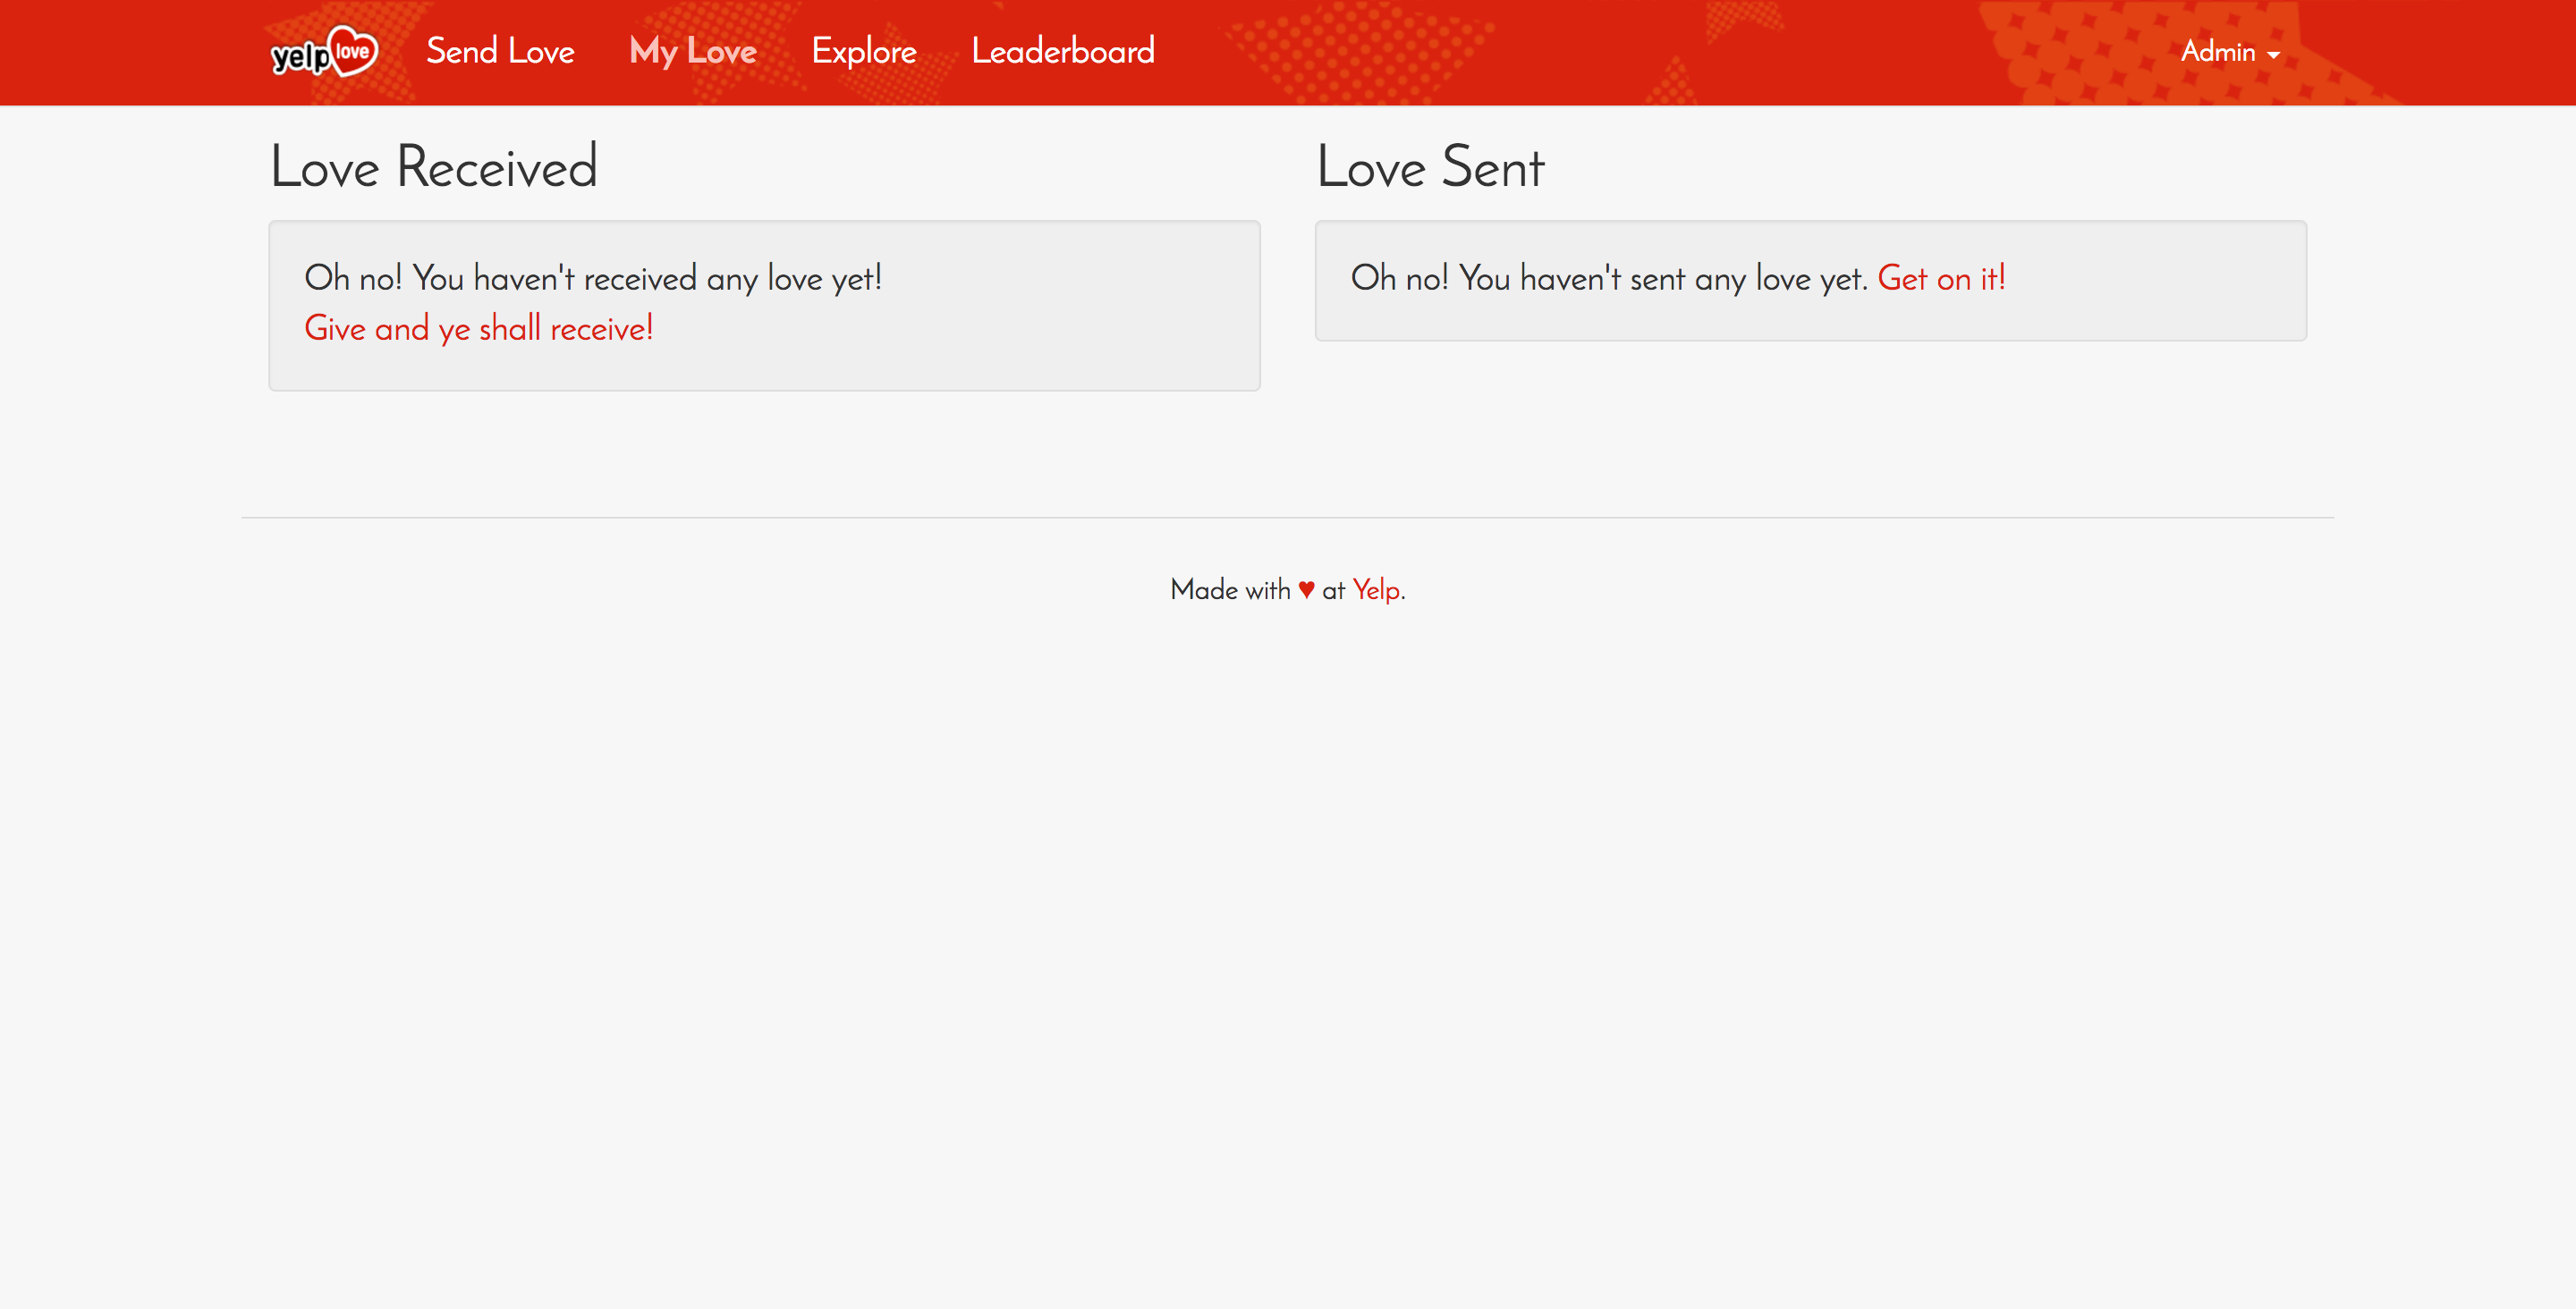 yelp love Send Love My Love Explore Leaderboard Admin
Love Received
Oh no! You haven't received any love yet!
Give and ye shall receive!
Love Sent
Oh no! You haven't sent any love yet. Get on it!
Made with ♥ at Yelp.